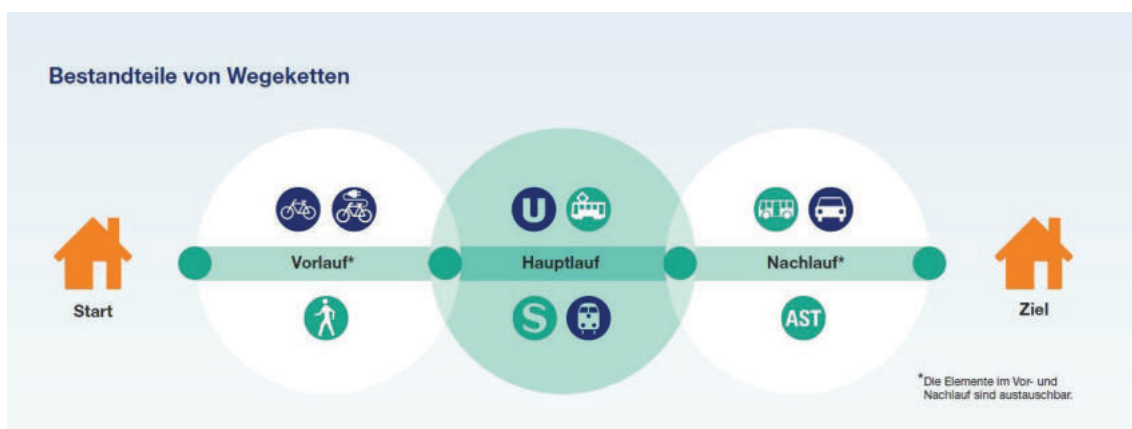 Bestandteile von Wegeketten
U
Vorlauf*
Hauptlauf
Nachlauf*
Start
S
AST
Ziel
*Die Elemente im Vor- und
Nachlauf sind austauschbar.